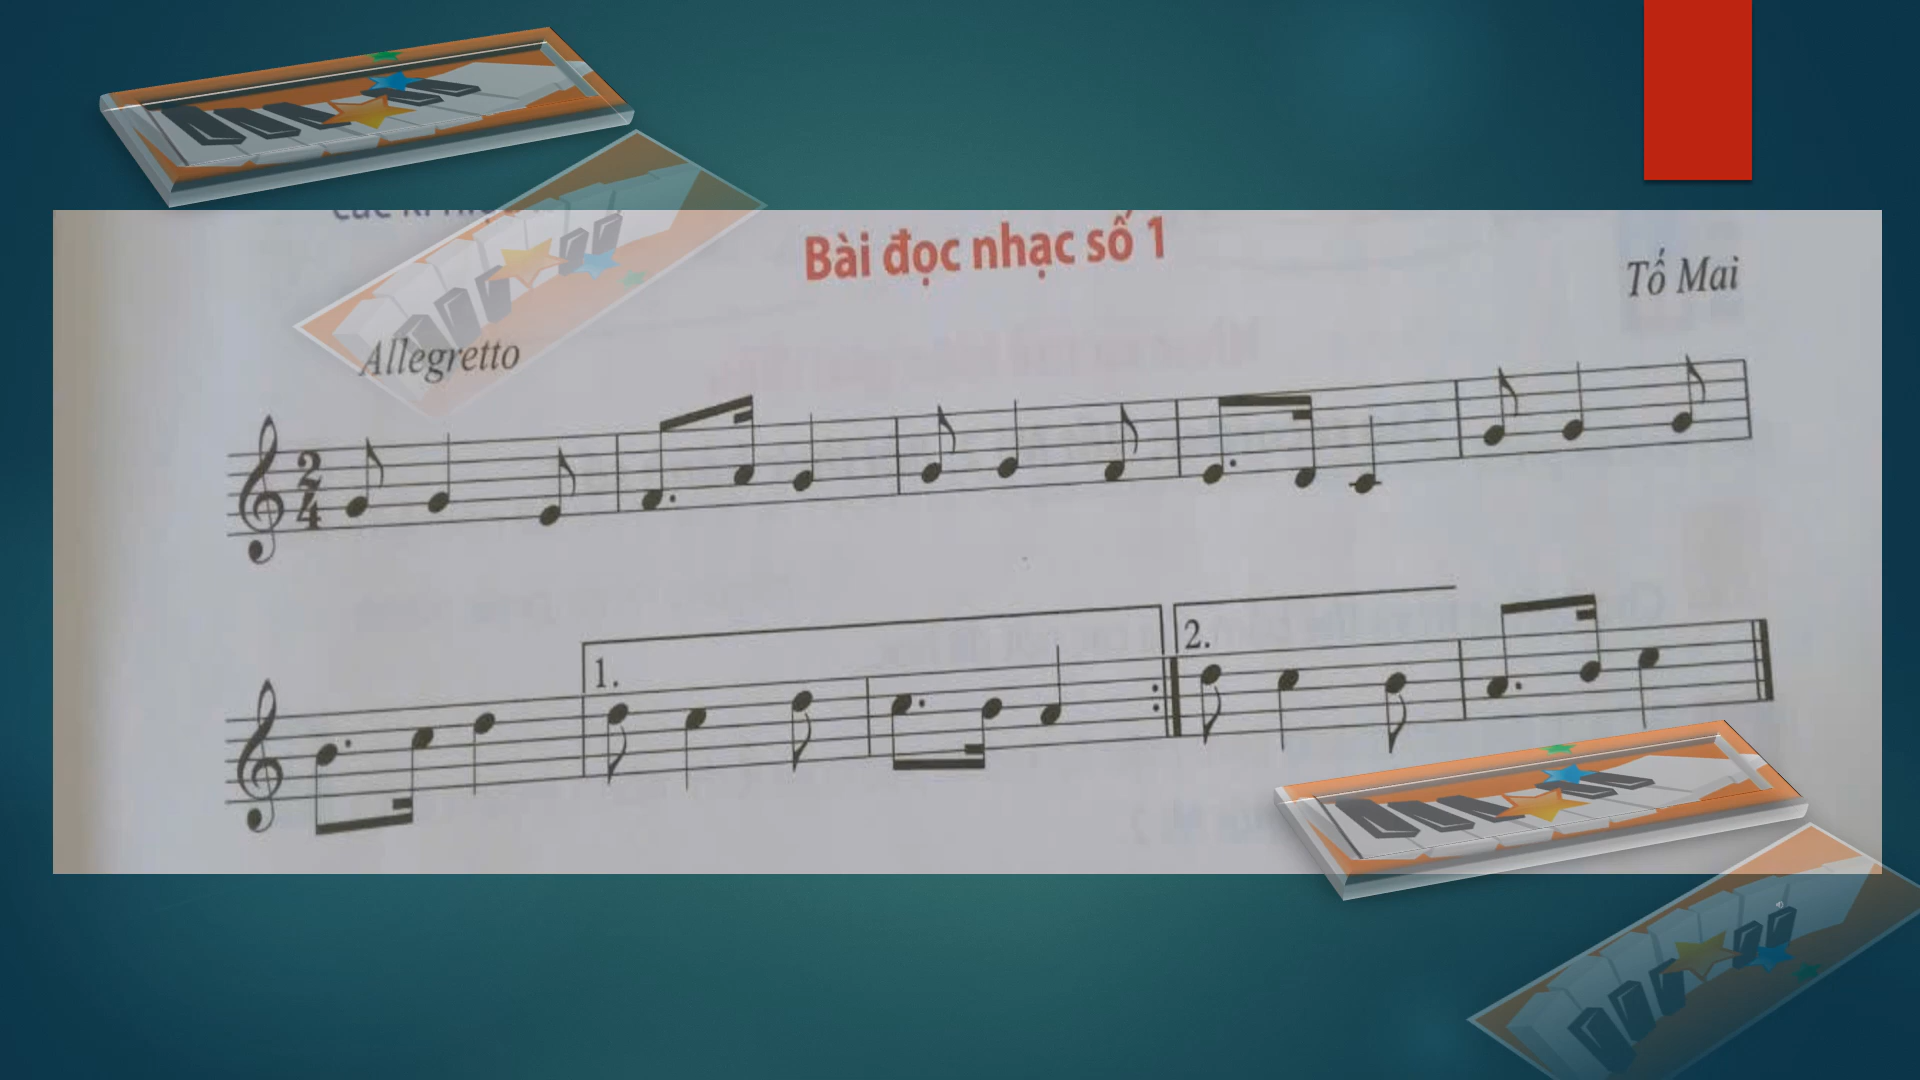 Bài đọc nhạc số 1
Tố Mai
Allegretto
2
4
1.
2.